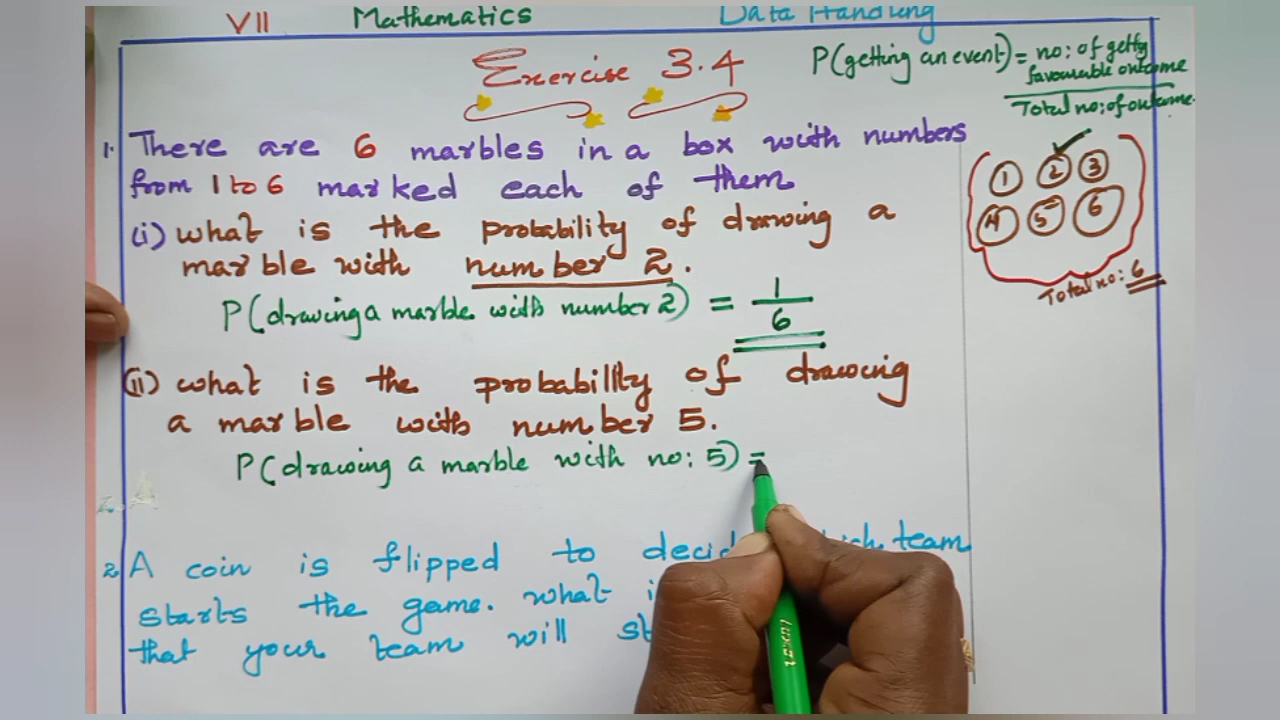 VII Mathematics Data Handling
Exercise 3.4
P(getting an event) = no: of gettg
favourable outcome
Total no: of outcome.
1. There are 6 marbles in a box with numbers
from 1 to 6 marked each of them
1 2 3
4 5 6
Total no: 6
(i) what is the probability of drawing a
marble with number 2.
P(drawing a marble with number 2) = 1
6
(ii) what is the probability of drawing
a marble with number 5.
P(drawing a marble with no: 5) =
2. A coin is flipped to team
starts the game. what
that your team will
LUXOR